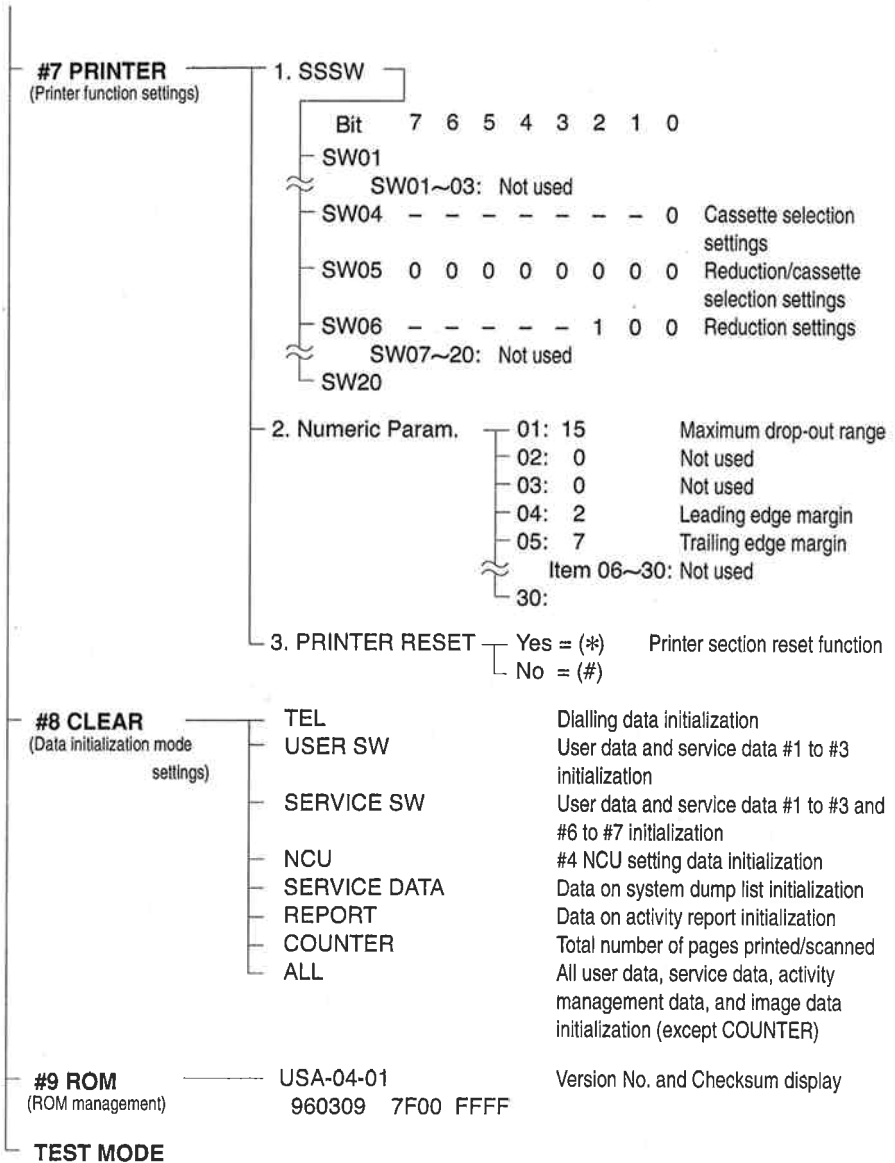 #7 PRINTER
(Printer function settings)
1. SSSW
Bit 7 6 5 4 3 2 1 0
SW01
SW01~03: Not used
SW04 – – – – – – – 0 Cassette selection
settings
SW05 0 0 0 0 0 0 0 0 Reduction/cassette
selection settings
SW06 – – – – – 1 0 0 Reduction settings
SW07~20: Not used
SW20
2. Numeric Param.
01: 15 Maximum drop-out range
02: 0 Not used
03: 0 Not used
04: 2 Leading edge margin
05: 7 Trailing edge margin
Item 06~30: Not used
30:
3. PRINTER RESET
Yes = (*) Printer section reset function
No = (#)
#8 CLEAR
(Data initialization mode
settings)
TEL Dialling data initialization
USER SW User data and service data #1 to #3
initialization
SERVICE SW User data and service data #1 to #3 and
#6 to #7 initialization
NCU #4 NCU setting data initialization
SERVICE DATA Data on system dump list initialization
REPORT Data on activity report initialization
COUNTER Total number of pages printed/scanned
ALL All user data, service data, activity
management data, and image data
initialization (except COUNTER)
#9 ROM
(ROM management)
USA-04-01 Version No. and Checksum display
960309 7F00 FFFF
TEST MODE